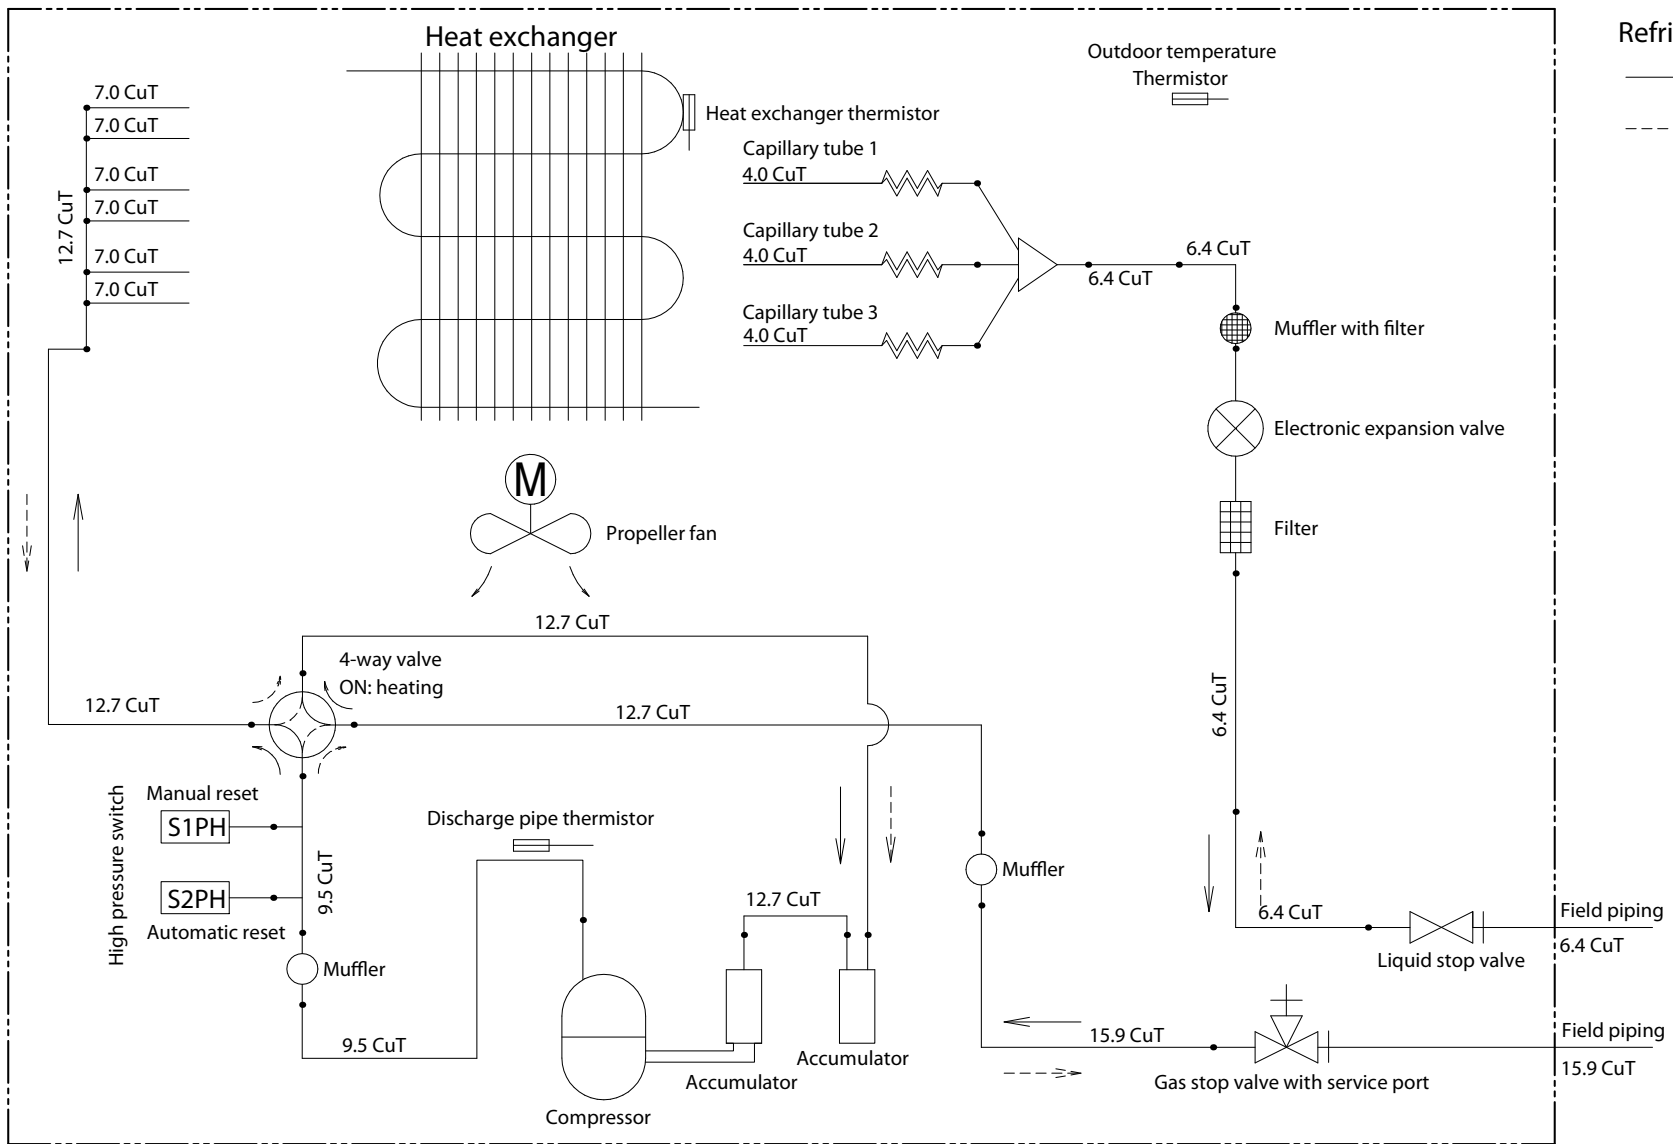 Heat exchanger
Refri
Outdoor temperature
Thermistor
7.0 CuT
7.0 CuT
7.0 CuT
7.0 CuT
7.0 CuT
7.0 CuT
12.7 CuT
Heat exchanger thermistor
Capillary tube 1
4.0 CuT
Capillary tube 2
4.0 CuT
Capillary tube 3
4.0 CuT
6.4 CuT
6.4 CuT
Muffler with filter
Electronic expansion valve
Filter
M
Propeller fan
12.7 CuT
4-way valve
ON: heating
12.7 CuT
12.7 CuT
6.4 CuT
High pressure switch
Manual reset
S1PH
S2PH
Automatic reset
9.5 CuT
Discharge pipe thermistor
Muffler
12.7 CuT
Muffler
9.5 CuT
Compressor
Accumulator
Accumulator
6.4 CuT
Liquid stop valve
Field piping
6.4 CuT
15.9 CuT
Gas stop valve with service port
Field piping
15.9 CuT